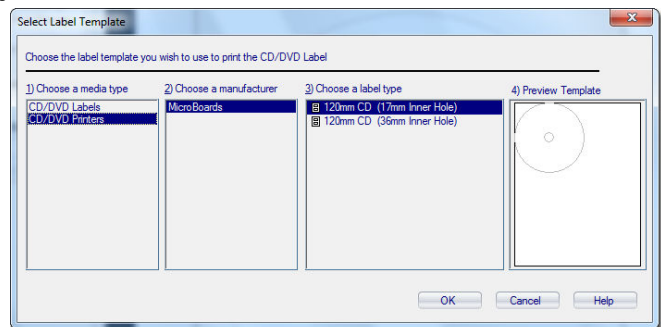 Select Label Template
Choose the label template you wish to use to print the CD/DVD Label
1) Choose a media type
2) Choose a manufacturer
3) Choose a label type
4) Preview Template
CD/DVD Labels
CD/DVD Printers
MicroBoards
120mm CD (17mm Inner Hole)
120mm CD (36mm Inner Hole)
OK
Cancel
Help